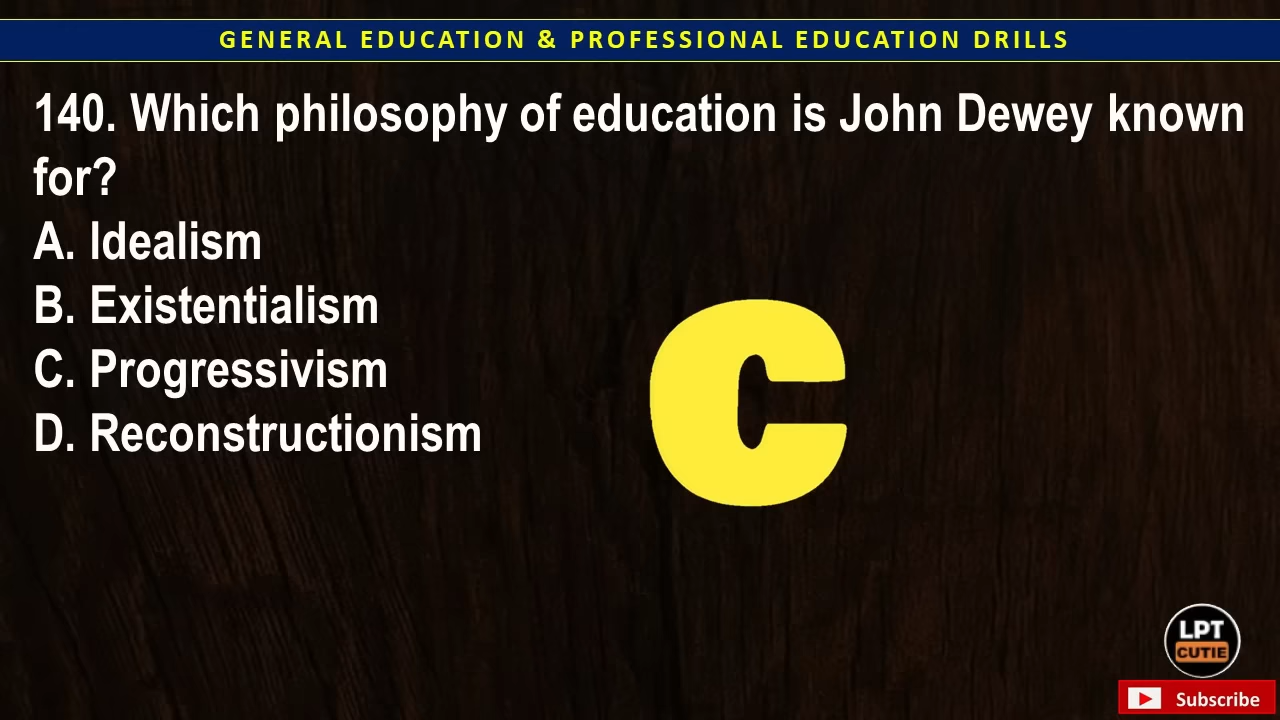 GENERAL EDUCATION & PROFESSIONAL EDUCATION DRILLS
140. Which philosophy of education is John Dewey known
for?
A. Idealism
B. Existentialism
C. Progressivism
D. Reconstructionism
C
LPT
CUTIE
Subscribe